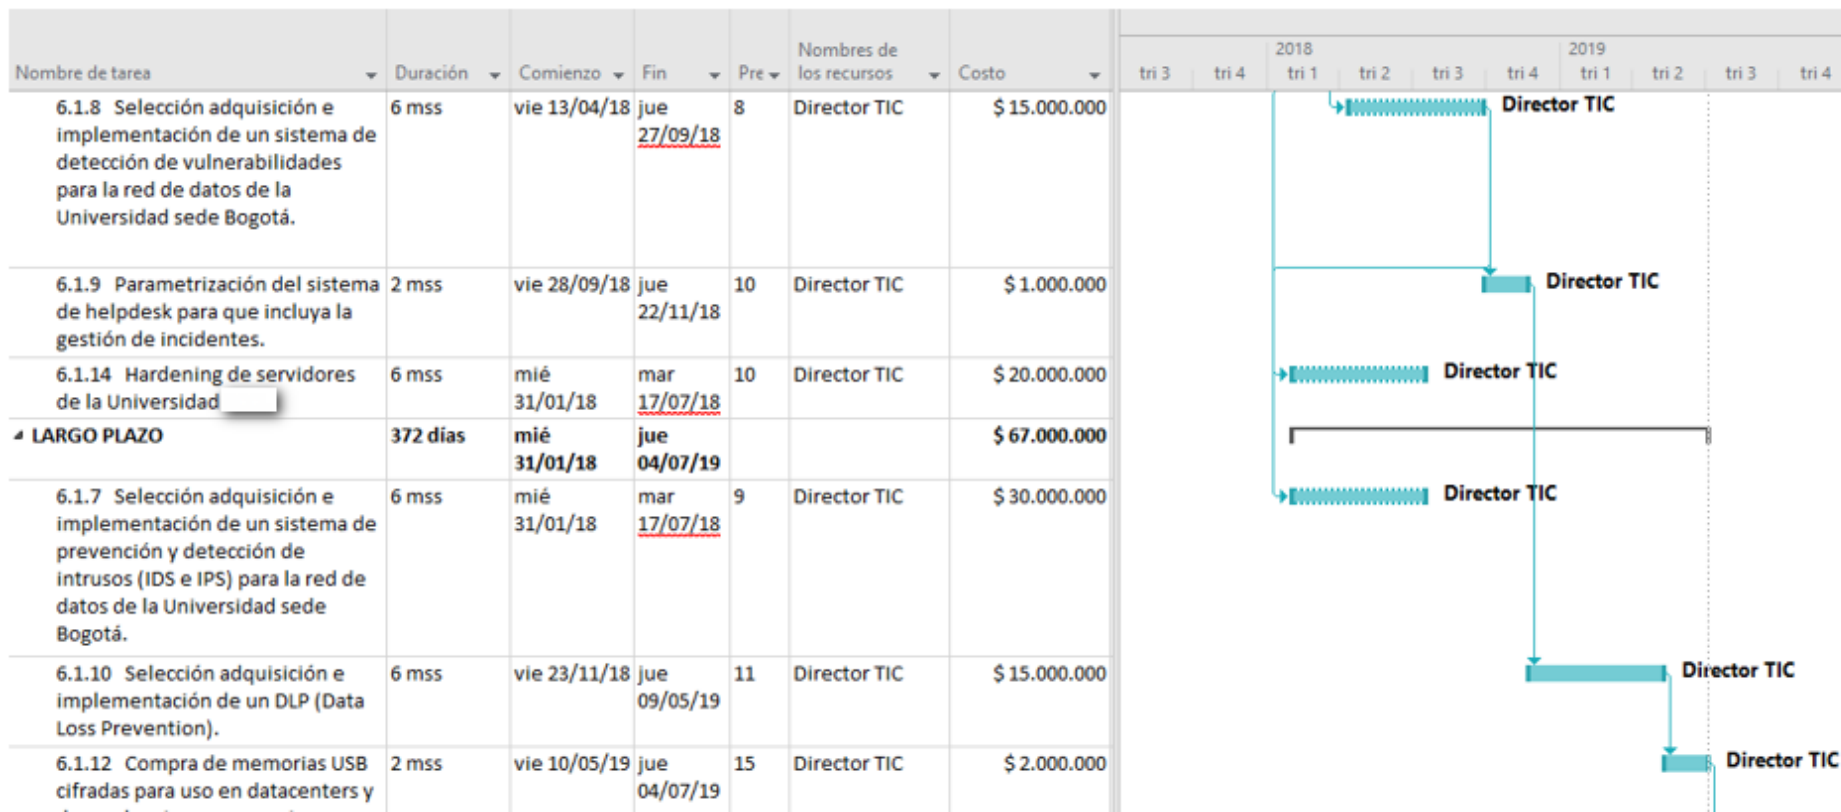 2018 2019
Nombre de tarea Duración Comienzo Fin Pre Nombres de los recursos Costo tri 3 tri 4 tri 1 tri 2 tri 3 tri 4 tri 1 tri 2 tri 3 tri 4
6.1.8 Selección adquisición e 6 mss vie 13/04/18 jue 8 Director TIC $ 15.000.000 Director TIC
implementación de un sistema de 27/09/18
detección de vulnerabilidades
para la red de datos de la
Universidad sede Bogotá.
6.1.9 Parametrización del sistema 2 mss vie 28/09/18 jue 10 Director TIC $ 1.000.000 Director TIC
de helpdesk para que incluya la 22/11/18
gestión de incidentes.
6.1.14 Hardening de servidores 6 mss mié mar 10 Director TIC $ 20.000.000 Director TIC
de la Universidad 31/01/18 17/07/18
LARGO PLAZO 372 días mié jue $ 67.000.000
31/01/18 04/07/19
6.1.7 Selección adquisición e 6 mss mié mar 9 Director TIC $ 30.000.000 Director TIC
implementación de un sistema de 31/01/18 17/07/18
prevención y detección de
intrusos (IDS e IPS) para la red de
datos de la Universidad sede
Bogotá.
6.1.10 Selección adquisición e 6 mss vie 23/11/18 jue 11 Director TIC $ 15.000.000 Director TIC
implementación de un DLP (Data 09/05/19
Loss Prevention).
6.1.12 Compra de memorias USB 2 mss vie 10/05/19 jue 15 Director TIC $ 2.000.000 Director TIC
cifradas para uso en datacenters y 04/07/19